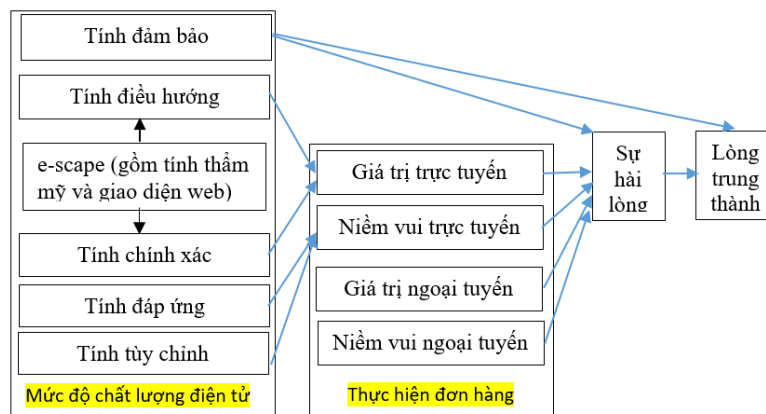 Tính đảm bảo
Tính điều hướng
e-scape (gồm tính thẩm
mỹ và giao diện web)
Tính chính xác
Tính đáp ứng
Tính tùy chỉnh
Mức độ chất lượng điện tử
Giá trị trực tuyến
Niềm vui trực tuyến
Giá trị ngoại tuyến
Niềm vui ngoại tuyến
Thực hiện đơn hàng
Sự
hài
lòng
Lòng
trung
thành